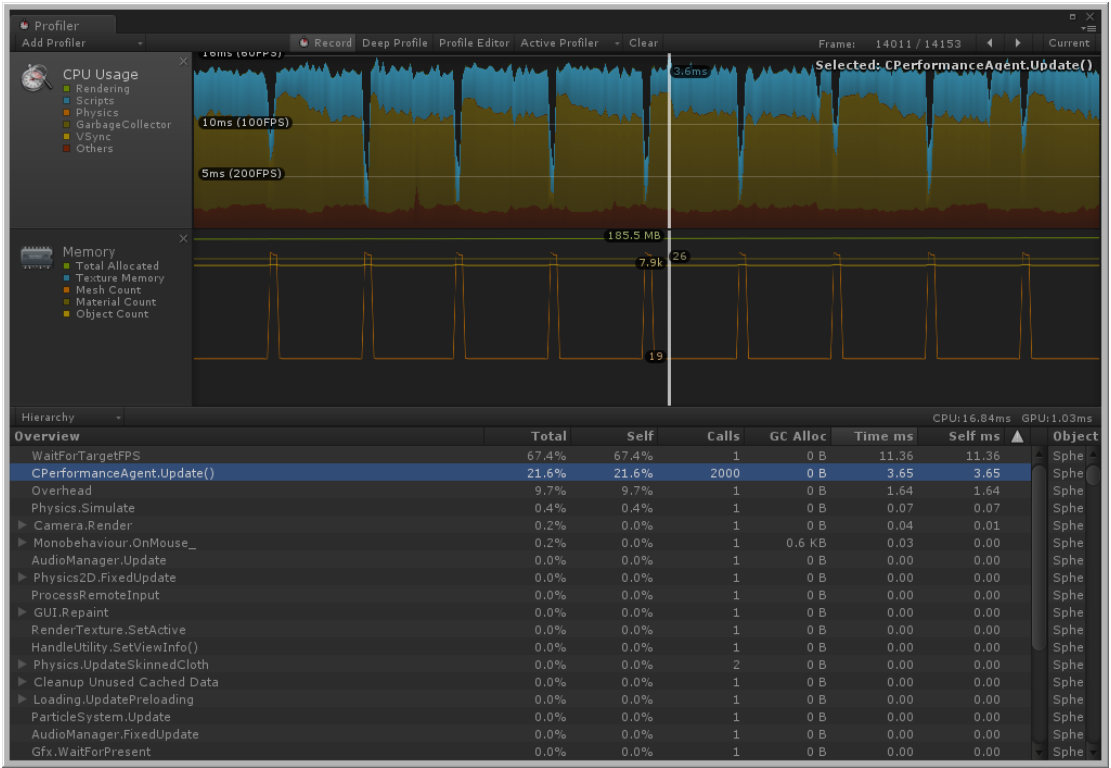 Profiler
Add Profiler Record Deep Profile Profile Editor Active Profiler Clear Frame: 14011 / 14153 Current
CPU Usage
Rendering
Scripts
Physics
GarbageCollector
VSync
Others
16ms (60FPS)
10ms (100FPS)
5ms (200FPS)
3.6ms
Selected: CPerformanceAgent.Update()
Memory
Total Allocated
Texture Memory
Mesh Count
Material Count
Object Count
185.5 MB
7.9k
26
19
Hierarchy CPU:16.84ms GPU:1.03ms
Overview Total Self Calls GC Alloc Time ms Self ms Object
WaitForTargetFPS 67.4% 67.4% 1 0 B 11.36 11.36 Sphe
CPerformanceAgent.Update() 21.6% 21.6% 2000 0 B 3.65 3.65 Sphe
Overhead 9.7% 9.7% 1 0 B 1.64 1.64 Sphe
Physics.Simulate 0.4% 0.4% 1 0 B 0.07 0.07 Sphe
Camera.Render 0.2% 0.0% 1 0 B 0.04 0.01 Sphe
Monobehaviour.OnMouse_ 0.2% 0.0% 1 0.6 KB 0.03 0.00 Sphe
AudioManager.Update 0.0% 0.0% 1 0 B 0.00 0.00 Sphe
Physics2D.FixedUpdate 0.0% 0.0% 1 0 B 0.00 0.00 Sphe
ProcessRemoteInput 0.0% 0.0% 1 0 B 0.00 0.00 Sphe
GUI.Repaint 0.0% 0.0% 1 0 B 0.00 0.00 Sphe
RenderTexture.SetActive 0.0% 0.0% 1 0 B 0.00 0.00 Sphe
HandleUtility.SetViewInfo() 0.0% 0.0% 1 0 B 0.00 0.00 Sphe
Physics.UpdateSkinnedCloth 0.0% 0.0% 2 0 B 0.00 0.00 Sphe
Cleanup Unused Cached Data 0.0% 0.0% 1 0 B 0.00 0.00 Sphe
Loading.UpdatePreloading 0.0% 0.0% 1 0 B 0.00 0.00 Sphe
ParticleSystem.Update 0.0% 0.0% 1 0 B 0.00 0.00 Sphe
AudioManager.FixedUpdate 0.0% 0.0% 1 0 B 0.00 0.00 Sphe
Gfx.WaitForPresent 0.0% 0.0% 1 0 B 0.00 0.00 Sphe